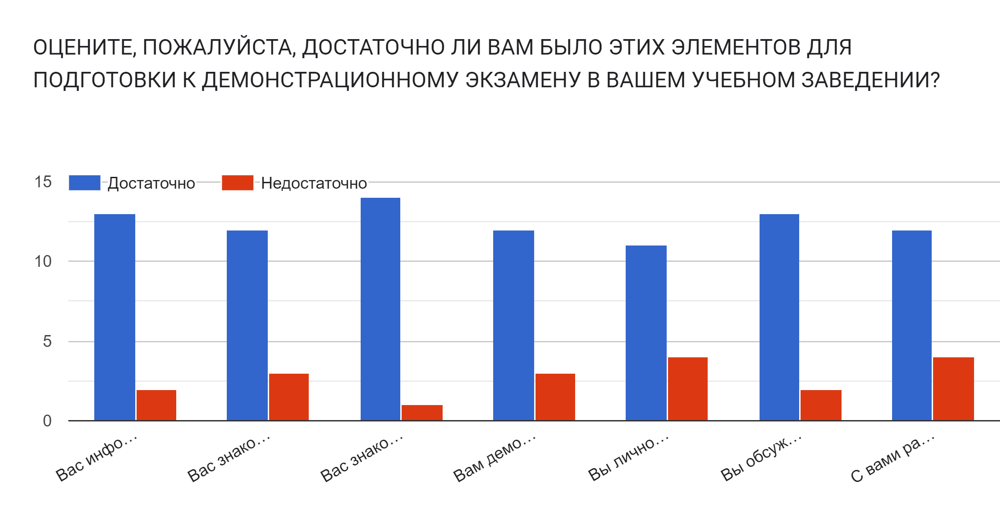 ОЦЕНИТЕ, ПОЖАЛУЙСТА, ДОСТАТОЧНО ЛИ ВАМ БЫЛО ЭТИХ ЭЛЕМЕНТОВ ДЛЯ
ПОДГОТОВКИ К ДЕМОНСТРАЦИОННОМУ ЭКЗАМЕНУ В ВАШЕМ УЧЕБНОМ ЗАВЕДЕНИИ?
15
Достаточно
Недостаточно
10
5
0
Вас инфо…
Вас знако…
Вас знако…
Вам демо…
Вы лично…
Вы обсуж…
С вами ра…